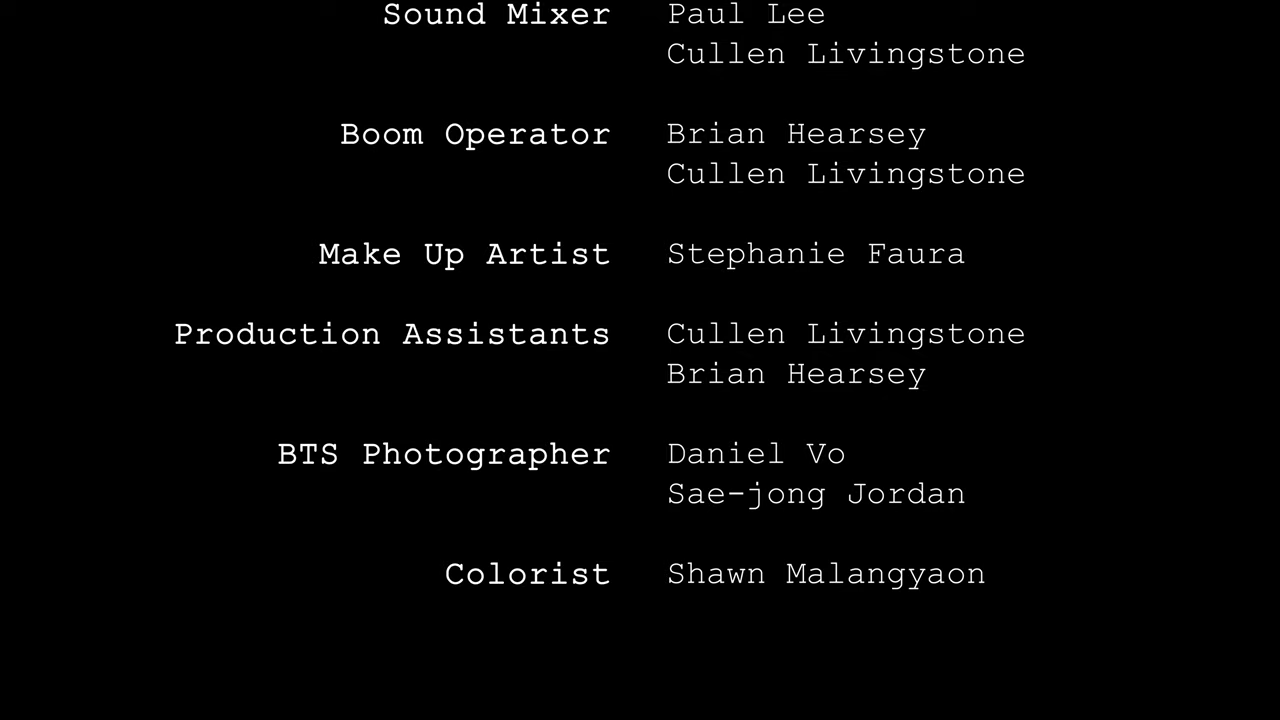 Sound Mixer Paul Lee
Cullen Livingstone
Boom Operator Brian Hearsey
Cullen Livingstone
Make Up Artist Stephanie Faura
Production Assistants Cullen Livingstone
Brian Hearsey
BTS Photographer Daniel Vo
Sae-jong Jordan
Colorist Shawn Malangyaon